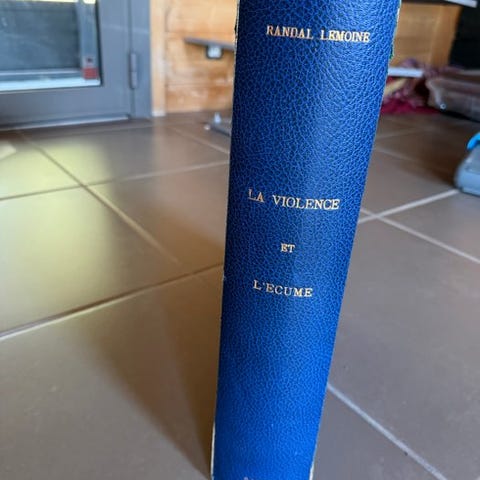 RANDAL LEMOINE
LA VIOLENCE
ET
L'ECUME